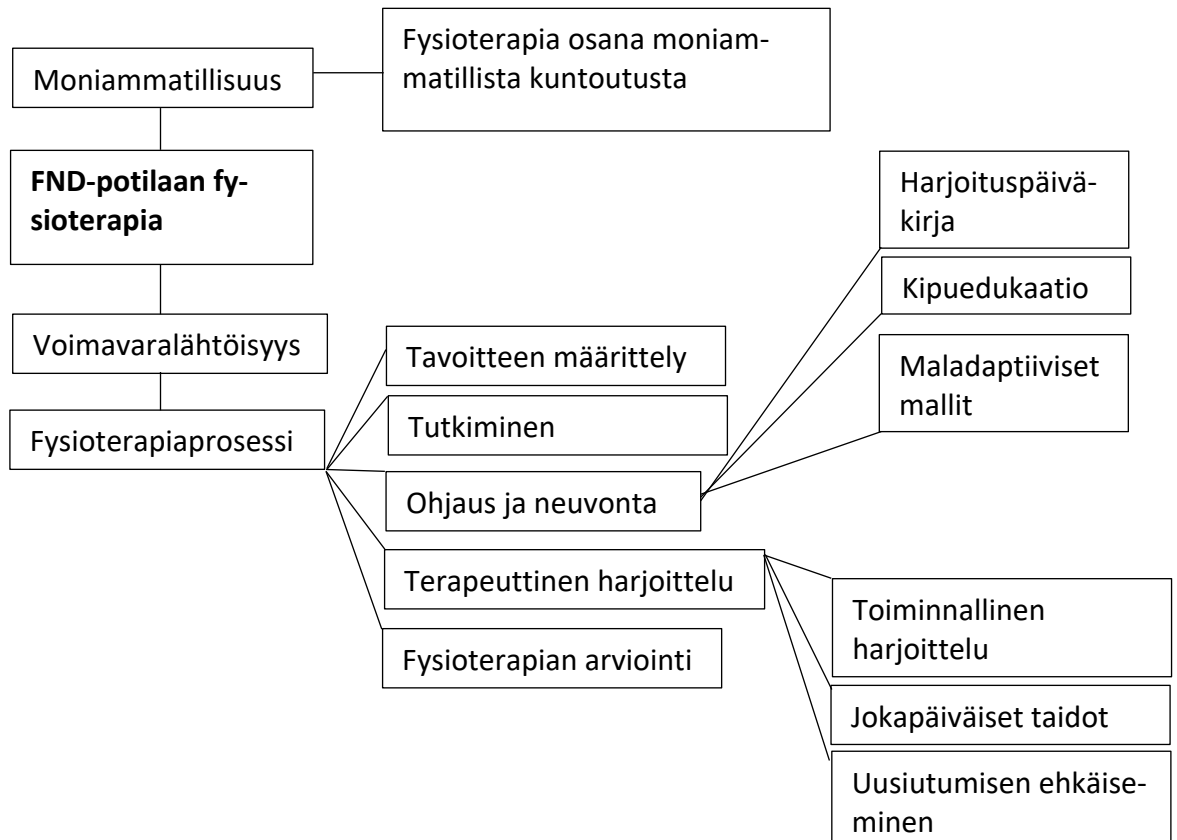 Moniammatillisuus
Fysioterapia osana moniam-
matillista kuntoutusta
FND-potilaan fy-
sioterapia
Voimavaralähtöisyys
Fysioterapiaprosessi
Tavoitteen määrittely
Tutkiminen
Ohjaus ja neuvonta
Terapeuttinen harjoittelu
Fysioterapian arviointi
Harjoituspäivä-
kirja
Kipuedukaatio
Maladaptiiviset
mallit
Toiminnallinen
harjoittelu
Jokapäiväiset taidot
Uusiutumisen ehkäise-
minen